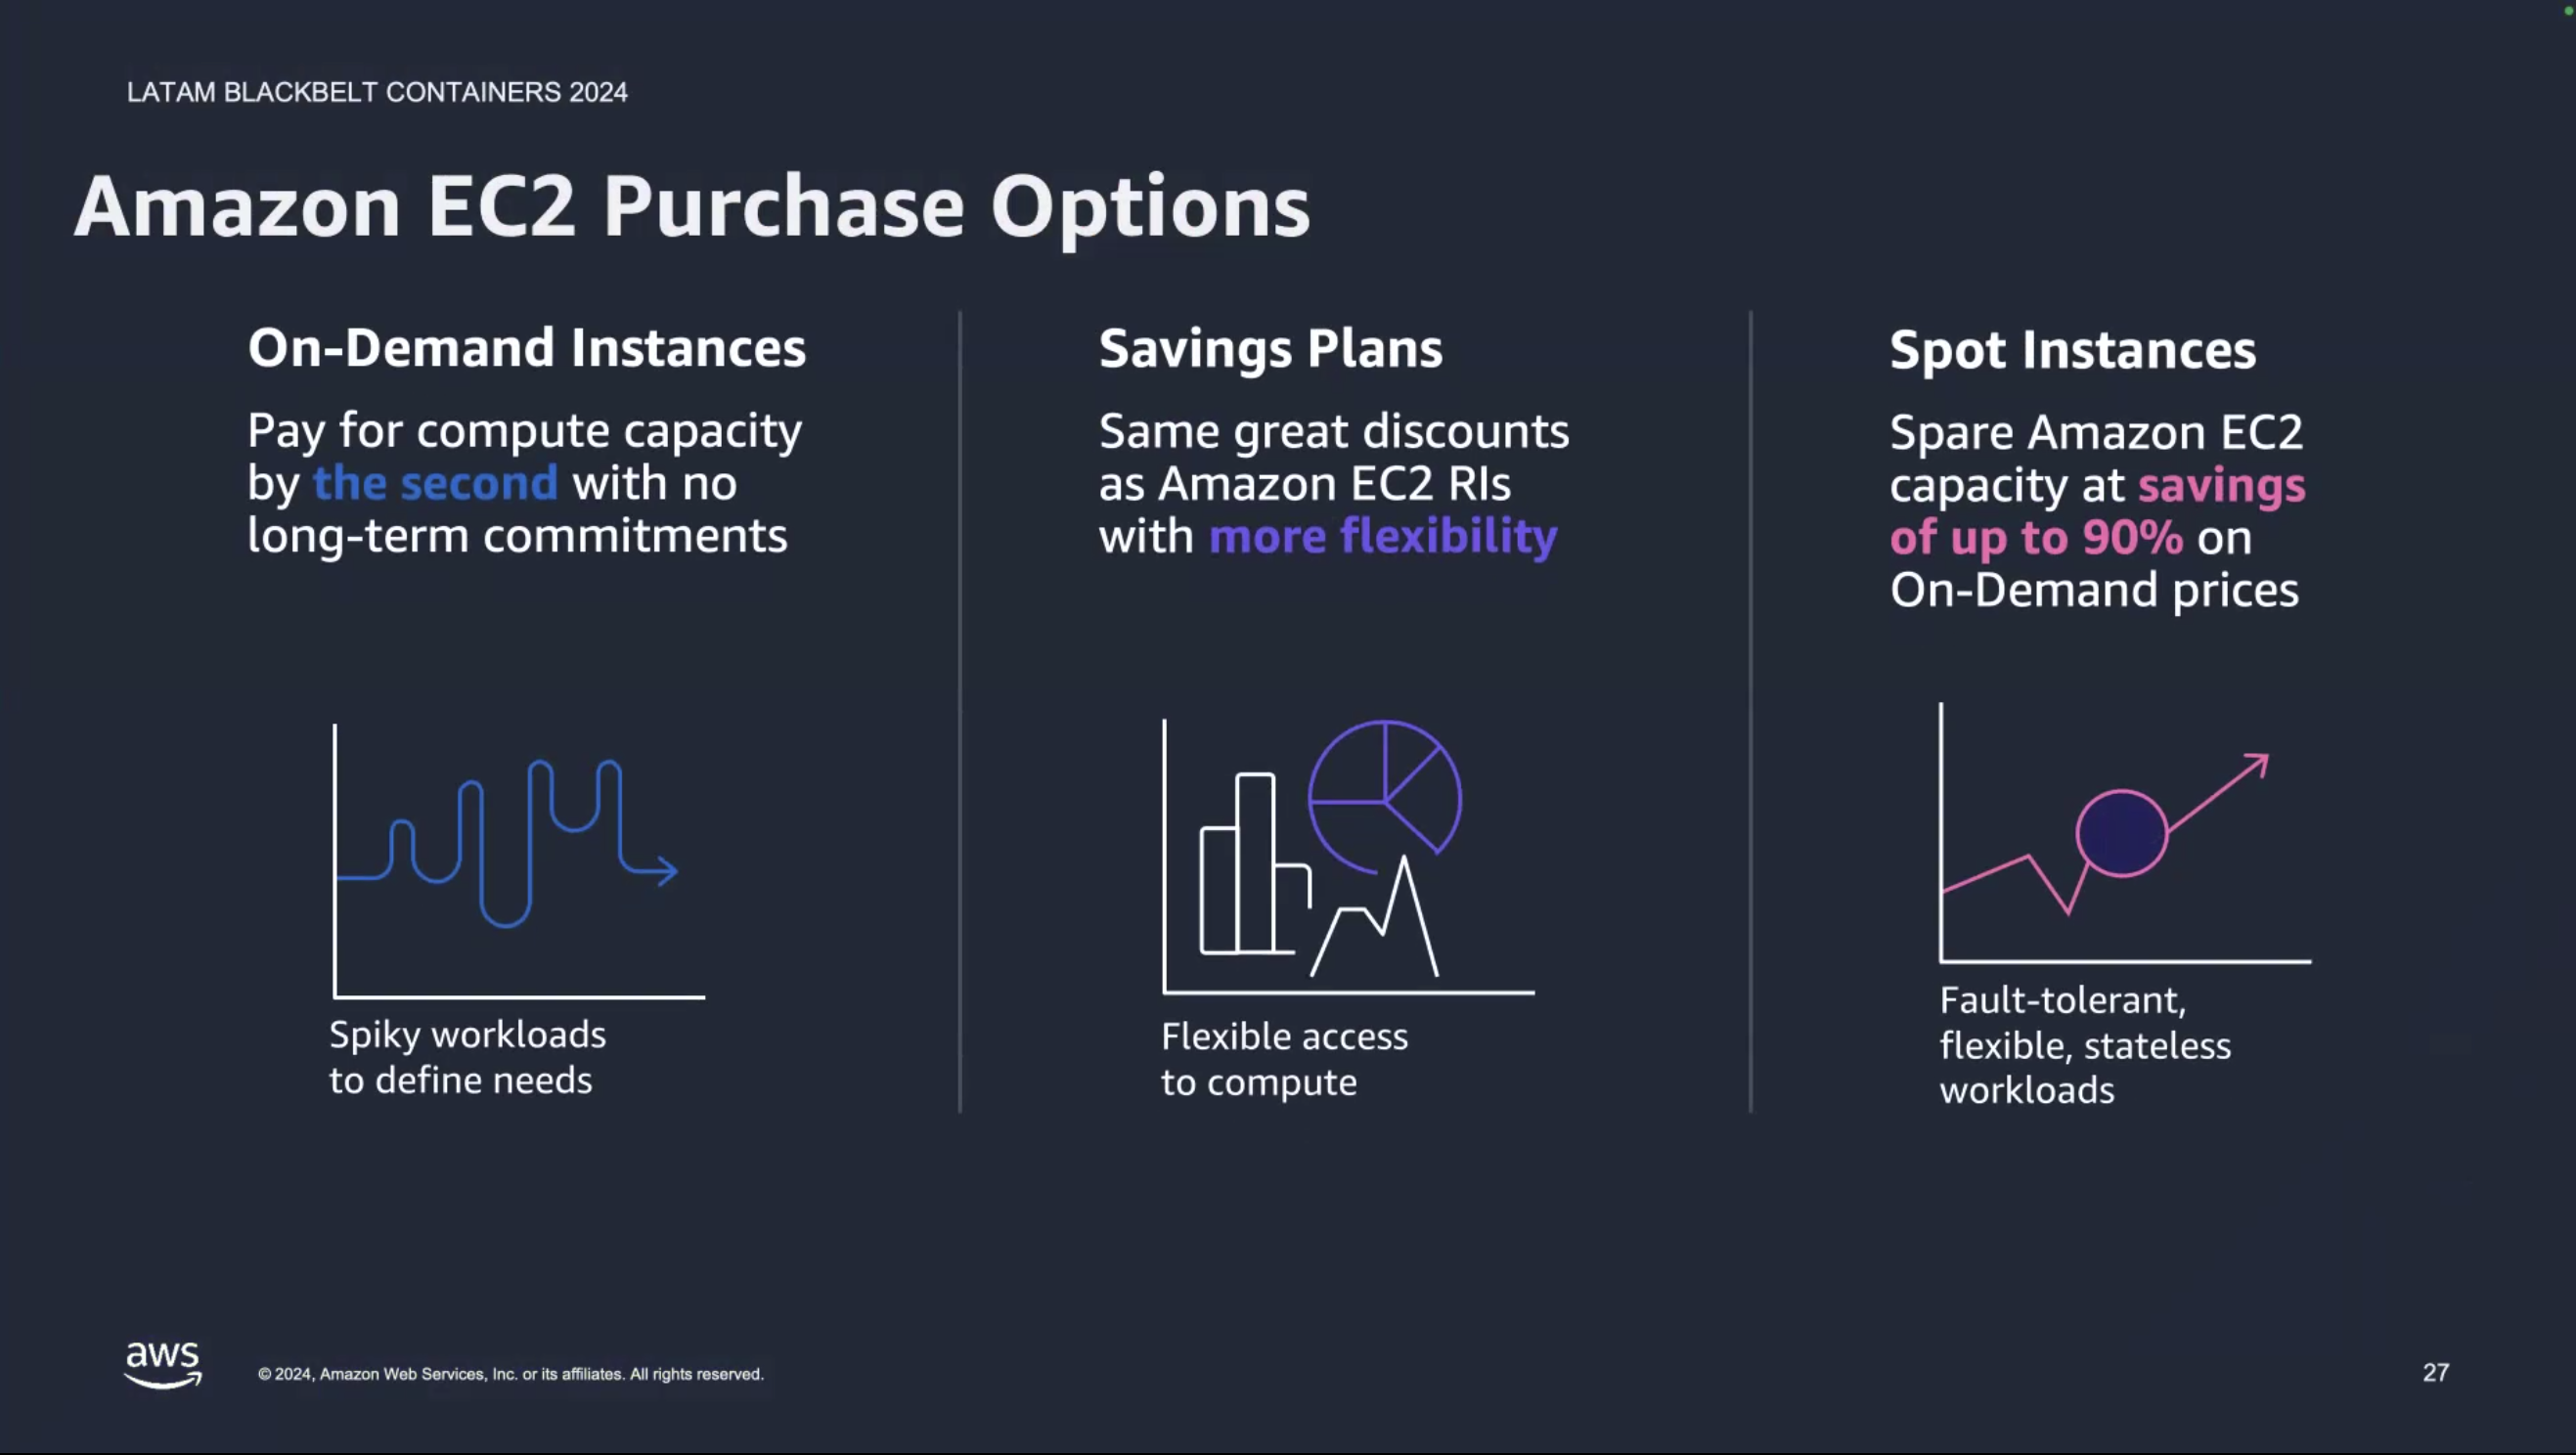 LATAM BLACKBELT CONTAINERS 2024
Amazon EC2 Purchase Options
On-Demand Instances
Pay for compute capacity
by the second with no
long-term commitments
Spiky workloads
to define needs
Savings Plans
Same great discounts
as Amazon EC2 RIs
with more flexibility
Flexible access
to compute
Spot Instances
Spare Amazon EC2
capacity at savings
of up to 90% on
On-Demand prices
Fault-tolerant,
flexible, stateless
workloads
aws
© 2024, Amazon Web Services, Inc. or its affiliates. All rights reserved.
27